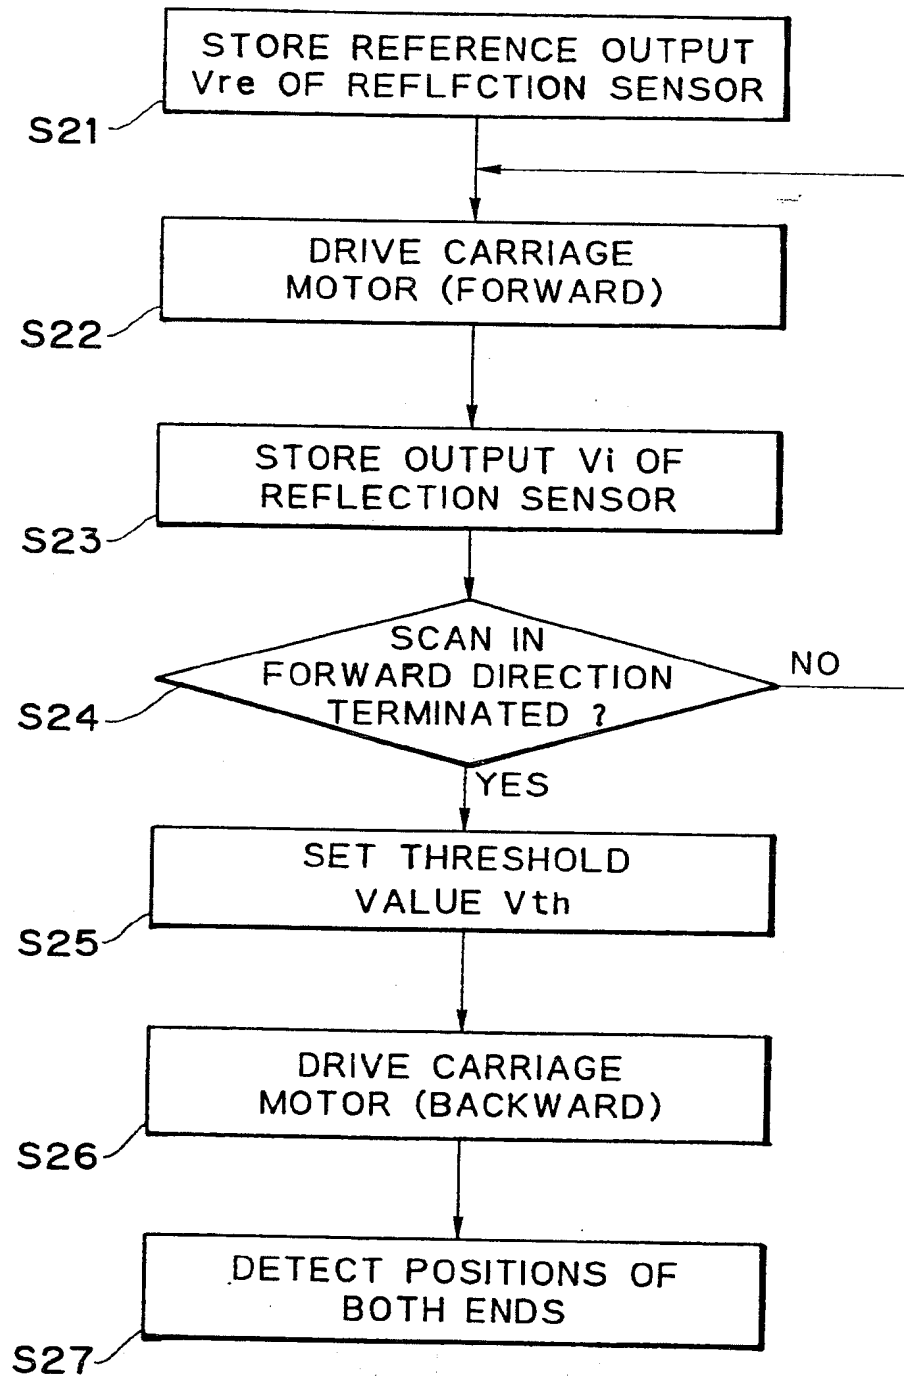 STORE REFERENCE OUTPUT
Vre OF REFLFCTION SENSOR
S21
DRIVE CARRIAGE
MOTOR (FORWARD)
S22
STORE OUTPUT Vi OF
REFLECTION SENSOR
S23
SCAN IN
FORWARD DIRECTION
TERMINATED ?
NO
S24
YES
SET THRESHOLD
VALUE Vth
S25
DRIVE CARRIAGE
MOTOR (BACKWARD)
S26
DETECT POSITIONS OF
BOTH ENDS
S27